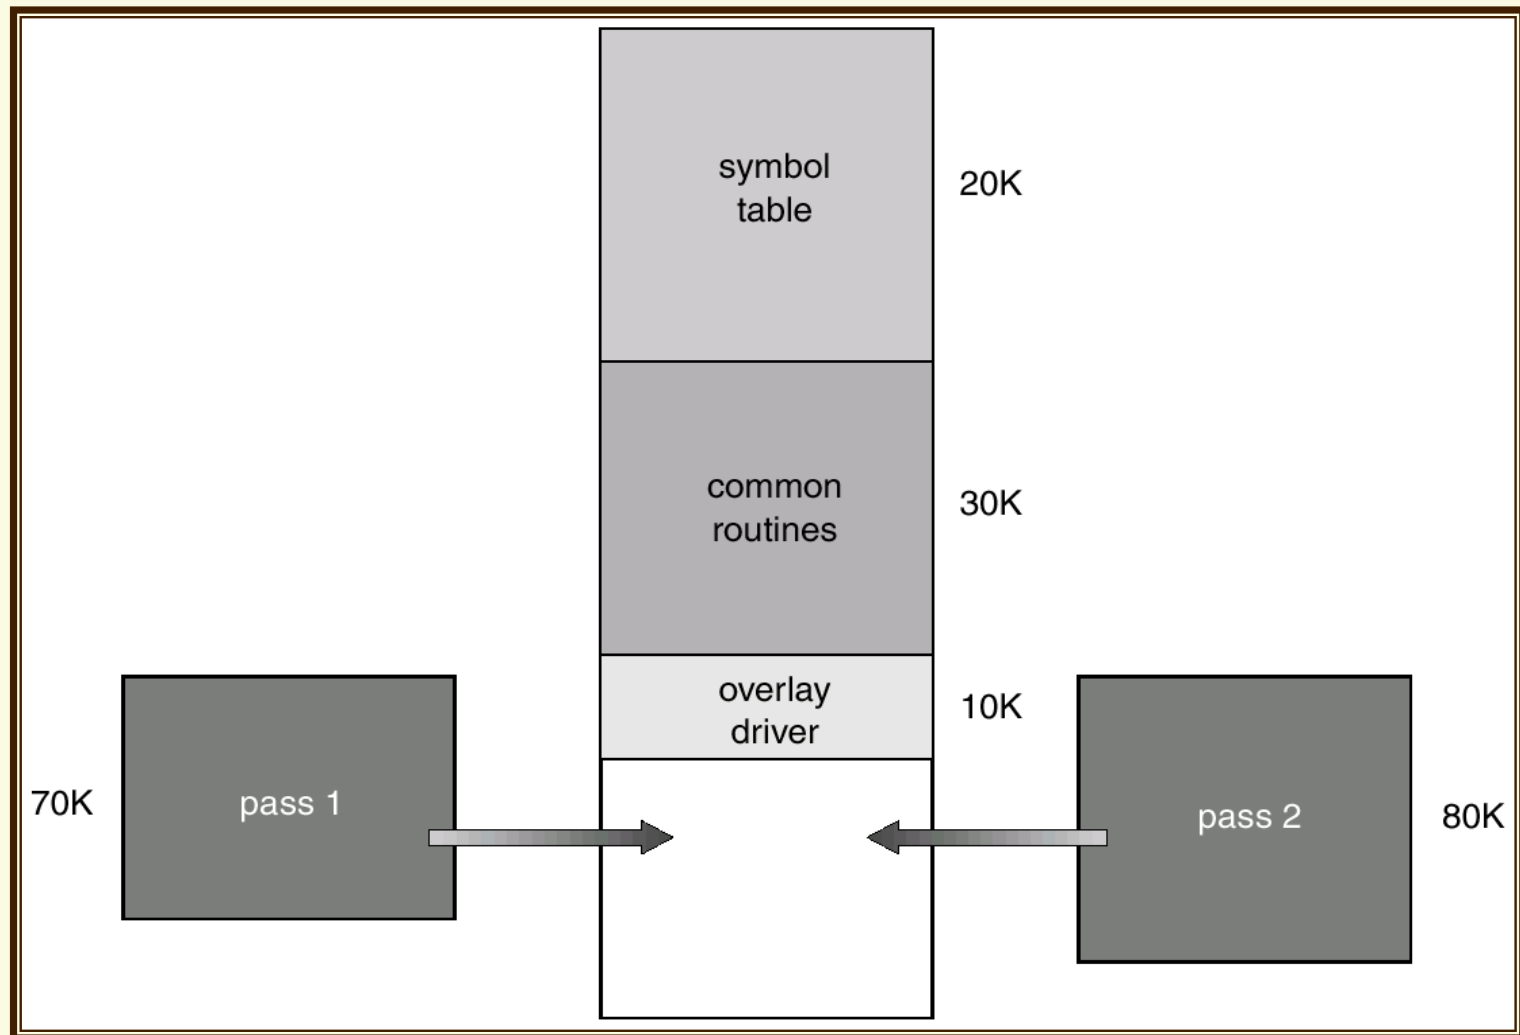 symbol
table
20K
common
routines
30K
overlay
driver
10K
70K
pass 1
pass 2
80K